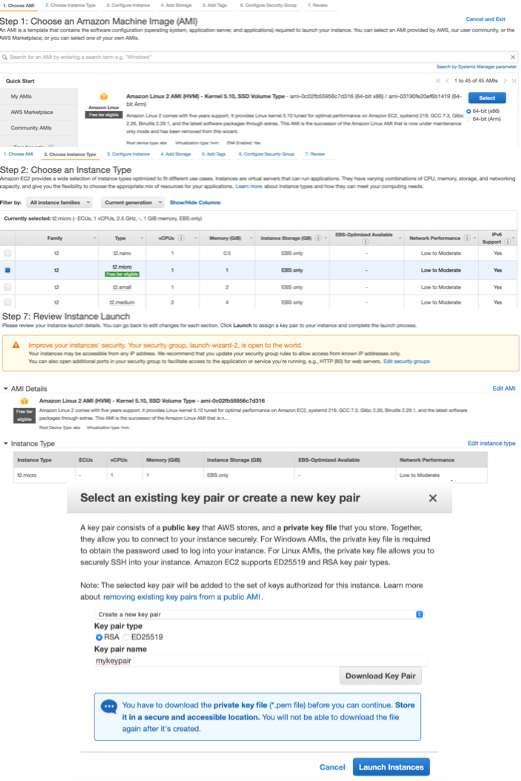 1. Choose AMI 2. Choose Instance Type 3. Configure Instance 4. Add Storage 5. Add Tags 6. Configure Security Group 7. Review
Step 1: Choose an Amazon Machine Image (AMI)
Cancel and Exit
An AMI is a template that contains the software configuration (operating system, application server, and applications) required to launch your instance. You can select an AMI provided by AWS, our user community, or the
AWS Marketplace; or you can select one of your own AMIs.
Search for an AMI by entering a search term e.g. "Windows"
Search by Systems Manager parameter
Quick Start
1 to 45 of 45 AMIs
My AMIs
AWS Marketplace
Community AMIs
Amazon Linux
Free tier eligible
Amazon Linux 2 AMI (HVM) - Kernel 5.10, SSD Volume Type - ami-0c02fb55956c7d316 (64-bit x86) / ami-03190fe20ef6b1419 (64-
bit Arm)
Amazon Linux 2 comes with five years support. It provides Linux kernel 5.10 tuned for optimal performance on Amazon EC2, systemd 219, GCC 7.3, Glibc
2.26, Binutils 2.29.1, and the latest software packages through extras. This AMI is the successor of the Amazon Linux AMI that is now under maintenance
only mode and has been removed from this wizard.
Root device type: ebs Virtualization type: hvm ENA Enabled: Yes
Select
64-bit (x86)
64-bit (Arm)
1. Choose AMI 2. Choose Instance Type 3. Configure Instance 4. Add Storage 5. Add Tags 6. Configure Security Group 7. Review
Step 2: Choose an Instance Type
Amazon EC2 provides a wide selection of instance types optimized to fit different use cases. Instances are virtual servers that can run applications. They have varying combinations of CPU, memory, storage, and networking
capacity, and give you the flexibility to choose the appropriate mix of resources for your applications. Learn more about instance types and how they can meet your computing needs.
Filter by: All instance families Current generation Show/Hide Columns
Currently selected: t2.micro (- ECUs, 1 vCPUs, 2.5 GHz, -, 1 GiB memory, EBS only)
Family Type vCPUs Memory (GiB) Instance Storage (GB) EBS-Optimized Available Network Performance IPv6 Support
t2 t2.nano 1 0.5 EBS only - Low to Moderate Yes
t2 t2.micro 1 1 EBS only - Low to Moderate Yes
Free tier eligible
t2 t2.small 1 2 EBS only - Low to Moderate Yes
t2 t2.medium 2 4 EBS only - Low to Moderate Yes
Step 7: Review Instance Launch
Please review your instance launch details. You can go back to edit changes for each section. Click Launch to assign a key pair to your instance and complete the launch process.
Improve your instances' security. Your security group, launch-wizard-2, is open to the world.
Your instances may be accessible from any IP address. We recommend that you update your security group rules to allow access from known IP addresses only.
You can also open additional ports in your security group to facilitate access to the application or service you're running, e.g., HTTP (80) for web servers. Edit security groups
AMI Details
Edit AMI
Free tier eligible
Amazon Linux 2 AMI (HVM) - Kernel 5.10, SSD Volume Type - ami-0c02fb55956c7d316
Amazon Linux 2 comes with five years support. It provides Linux kernel 5.10 tuned for optimal performance on Amazon EC2, systemd 219, GCC 7.3, Glibc 2.26, Binutils 2.29.1, and the latest software
packages through extras. This AMI is the successor of the Amazon Linux AMI that is n...
Root Device Type: ebs Virtualization type: hvm
Instance Type
Edit instance type
Instance Type ECUs vCPUs Memory (GiB) Instance Storage (GB) EBS-Optimized Available Network Performance
t2.micro - 1 1 EBS only - Low to Moderate
Select an existing key pair or create a new key pair
A key pair consists of a public key that AWS stores, and a private key file that you store. Together,
they allow you to connect to your instance securely. For Windows AMIs, the private key file is required
to obtain the password used to log into your instance. For Linux AMIs, the private key file allows you to
securely SSH into your instance. Amazon EC2 supports ED25519 and RSA key pair types.
Note: The selected key pair will be added to the set of keys authorized for this instance. Learn more
about removing existing key pairs from a public AMI.
Create a new key pair
Key pair type
RSA ED25519
Key pair name
mykeypair
Download Key Pair
You have to download the private key file (*.pem file) before you can continue. Store
it in a secure and accessible location. You will not be able to download the file
again after it's created.
Cancel Launch Instances